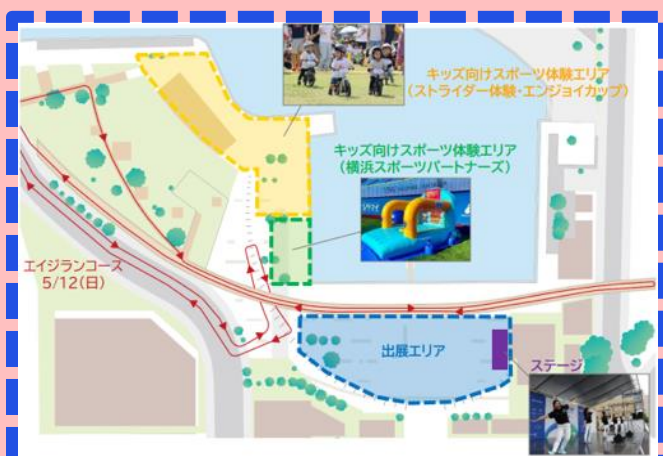 キッズ向けスポーツ体験エリア
（ストライダー体験・エンジョイカップ）
キッズ向けスポーツ体験エリア
（横浜スポーツパートナーズ）
エイジランコース
5/12(日)
出展エリア
ステージ